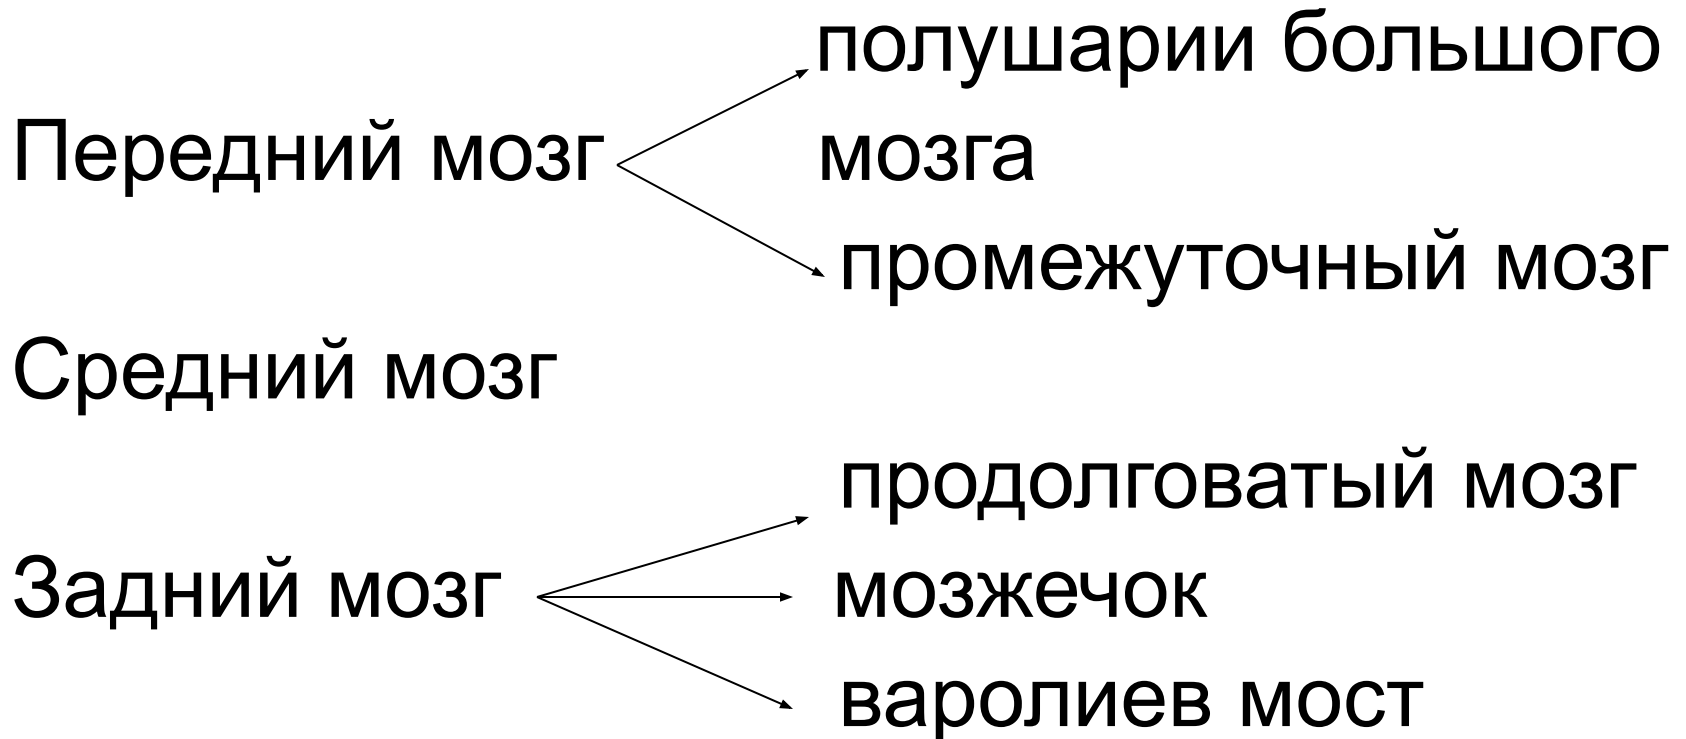 полушарии большого
Передний мозг
мозга
промежуточный мозг
Средний мозг
продолговатый мозг
Задний мозг
мозжечок
варолиев мост